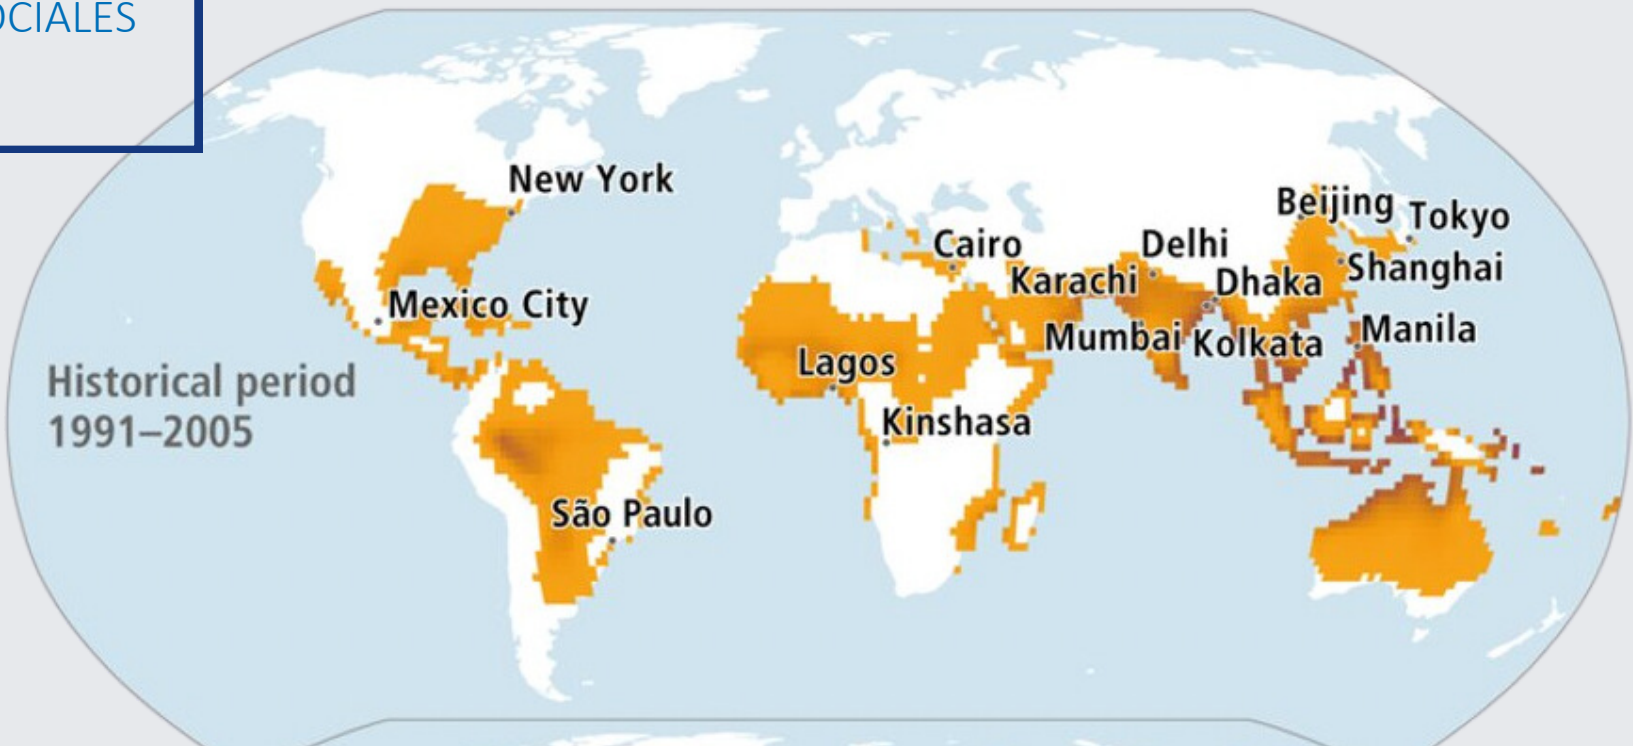 OCIALES
New York
Beijing
Tokyo
Cairo
Delhi
Karachi
Dhaka
Shanghai
Mexico City
Mumbai
Kolkata
Manila
Lagos
Historical period
1991–2005
Kinshasa
São Paulo